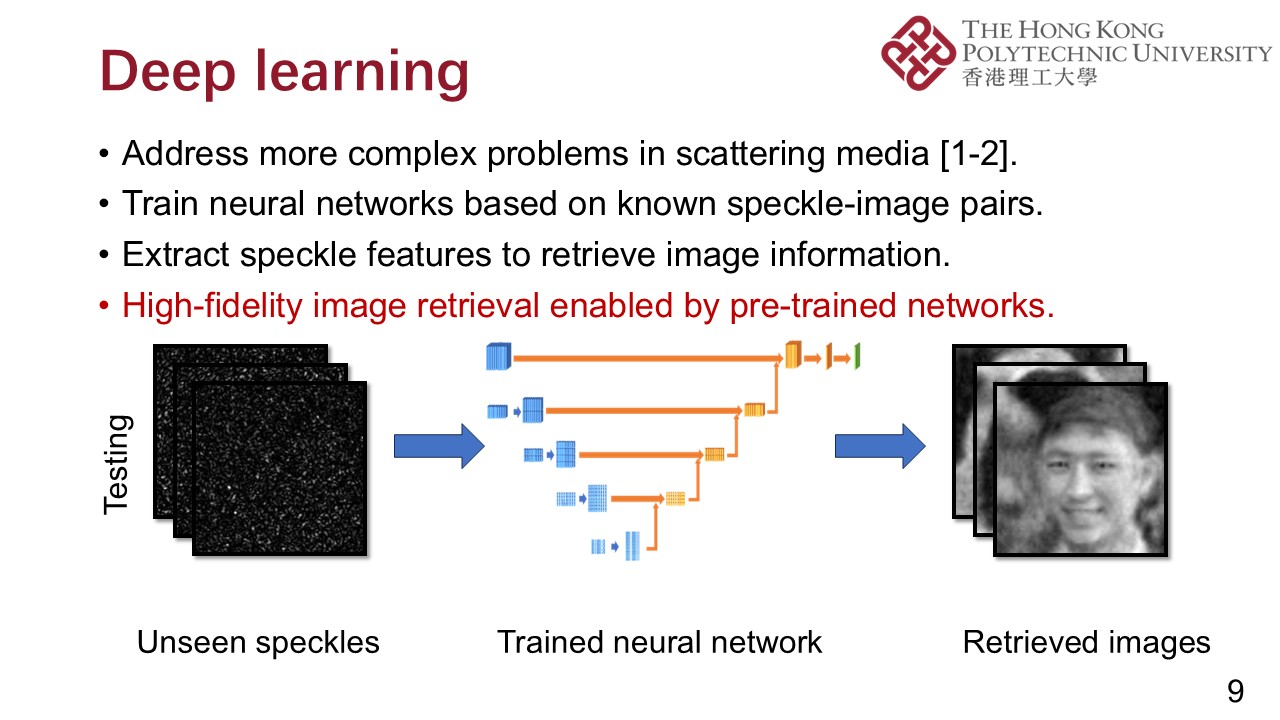 Deep learning
THE HONG KONG
POLYTECHNIC UNIVERSITY
香港理工大學
• Address more complex problems in scattering media [1-2].
• Train neural networks based on known speckle-image pairs.
• Extract speckle features to retrieve image information.
• High-fidelity image retrieval enabled by pre-trained networks.
Testing
Unseen speckles
Trained neural network
Retrieved images
9